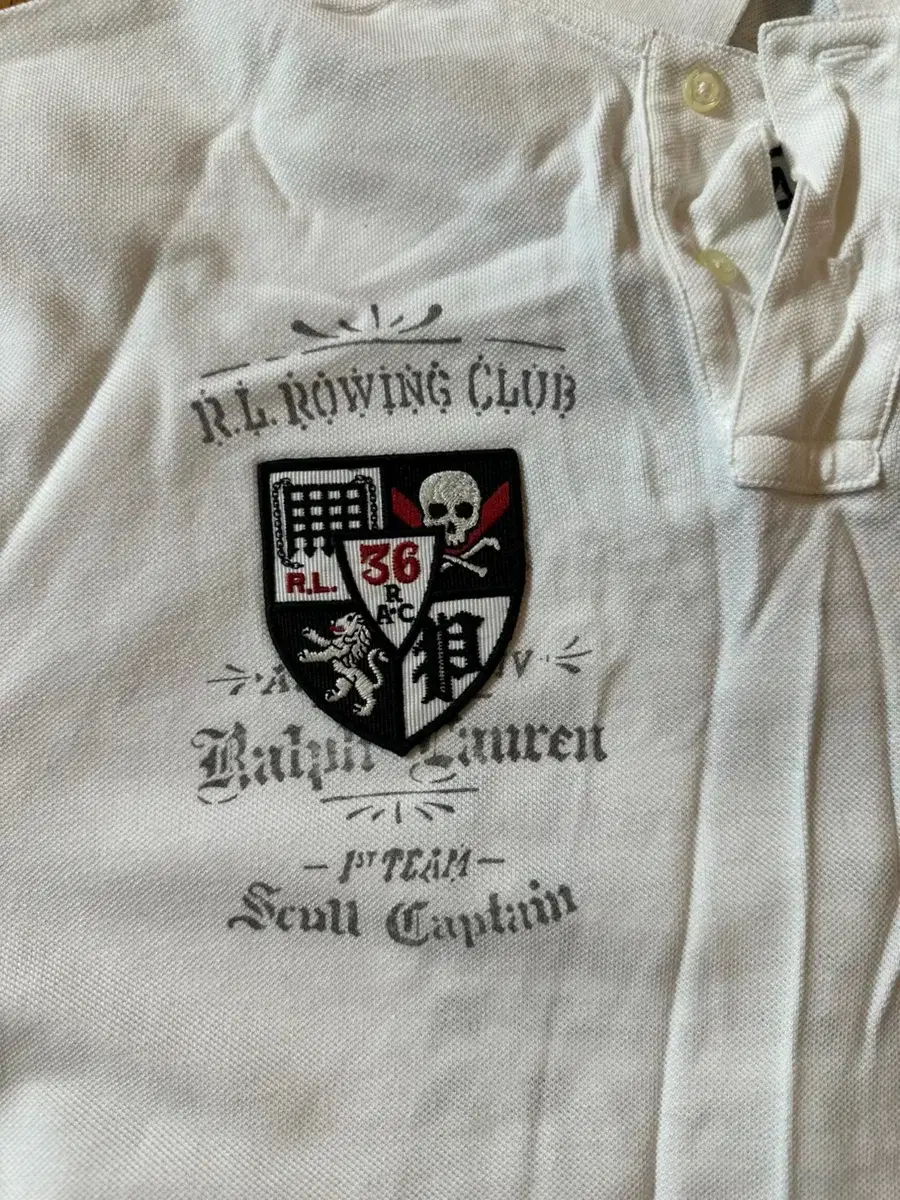 R.L. ROWING CLUB
R.L.
36
R
A•C
P
Ralph Lauren
— 1ST TEAM —
Scull Captain